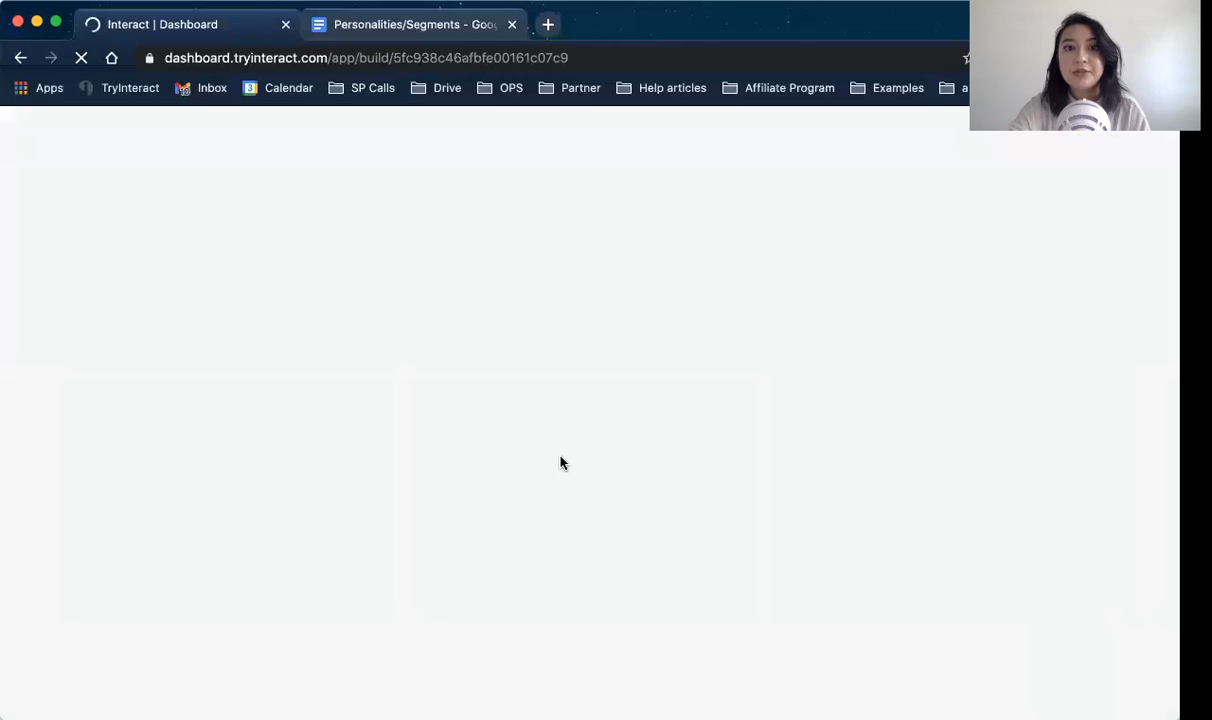 Interact | Dashboard
Personalities/Segments - Goo
dashboard.tryinteract.com/app/build/5fc938c46afbfe00161c07c9
Apps TryInteract Inbox 3 Calendar SP Calls Drive OPS Partner Help articles Affiliate Program Examples a